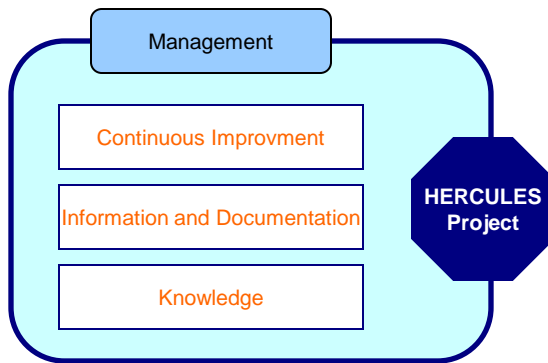 Management
Continuous Improvment
Information and Documentation
Knowledge
HERCULES
Project